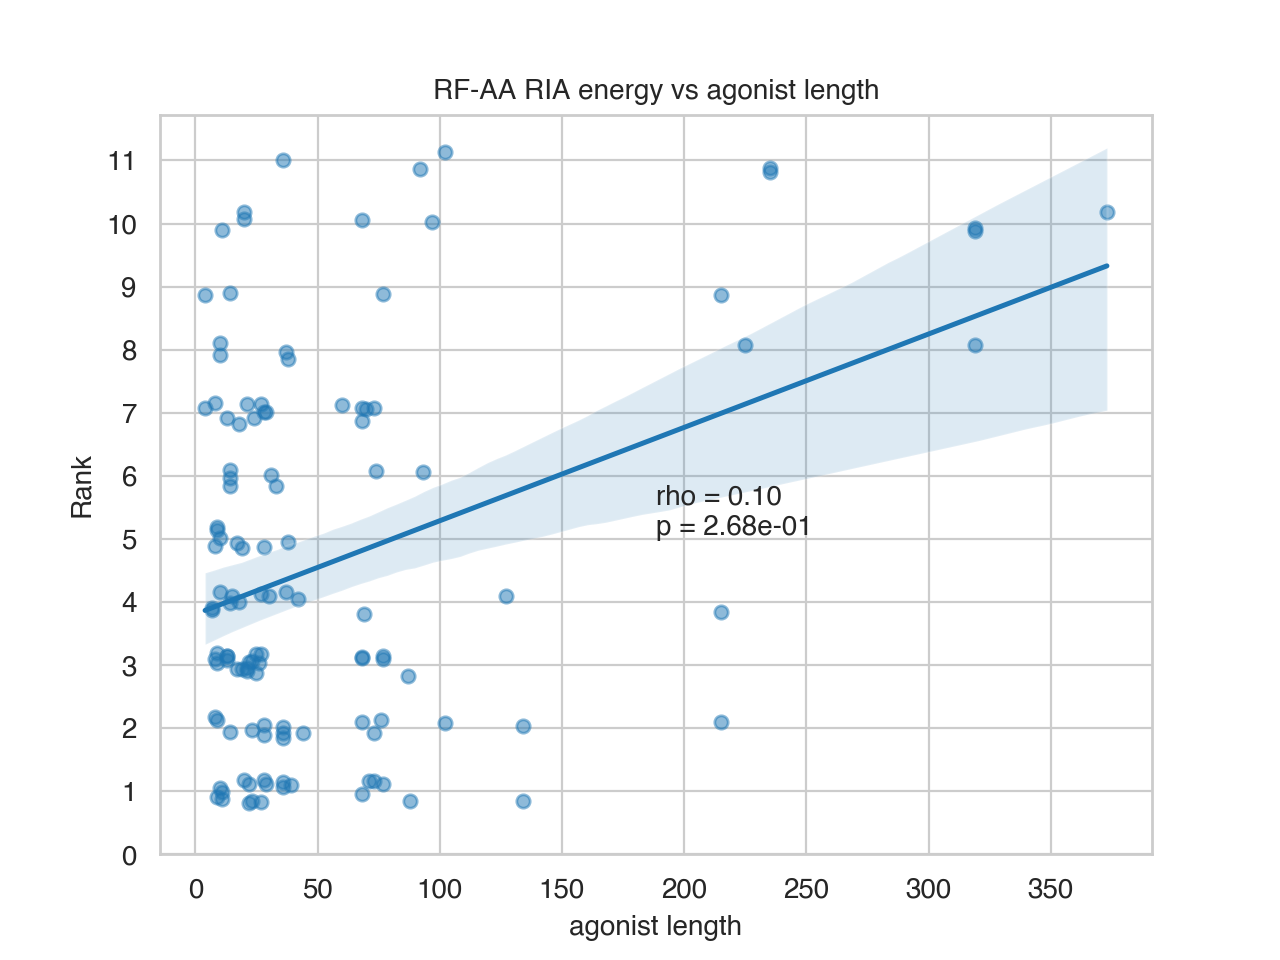 RF-AA RIA energy vs agonist length
11
10
9
8
7
6
5
4
3
2
1
0
Rank
rho = 0.10
p = 2.68e-01
0 50 100 150 200 250 300 350
agonist length